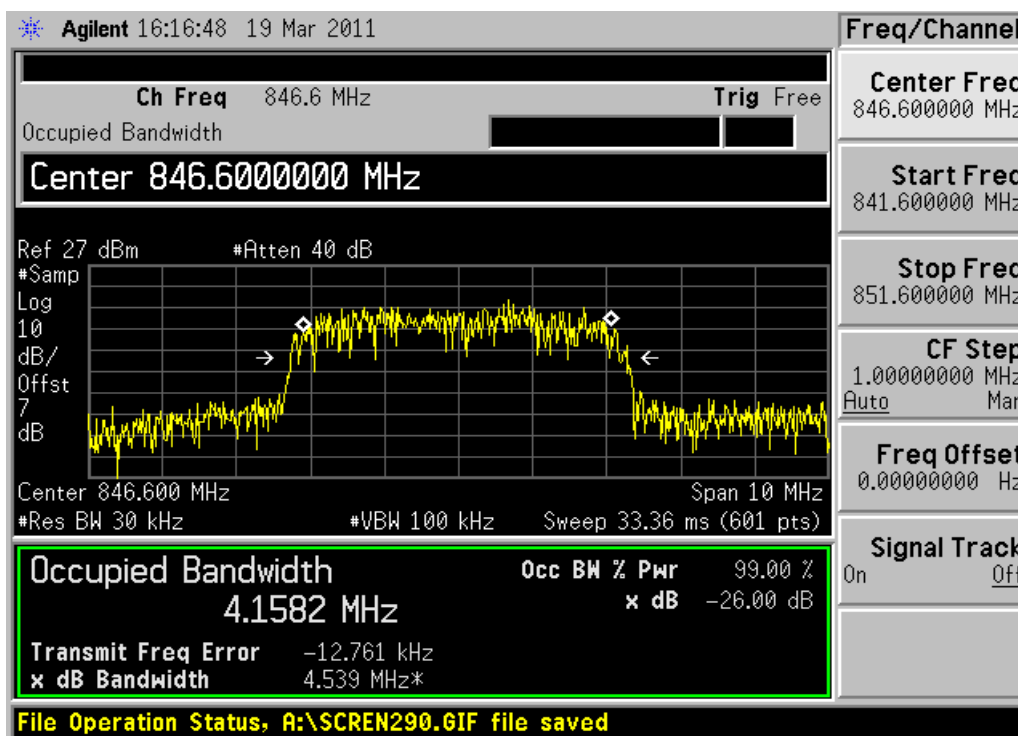 Agilent 16:16:48 19 Mar 2011
Freq/Channel
Ch Freq 846.6 MHz
Trig Free
Occupied Bandwidth
Center 846.6000000 MHz
Ref 27 dBm #Atten 40 dB
#Samp
Log
10
dB/
Offst
7
dB
Center 846.600 MHz
Span 10 MHz
#Res BW 30 kHz #VBW 100 kHz Sweep 33.36 ms (601 pts)
Occupied Bandwidth
4.1582 MHz
Occ BW % Pwr 99.00 %
x dB -26.00 dB
Transmit Freq Error -12.761 kHz
x dB Bandwidth 4.539 MHz*
Center Freq
846.600000 MHz
Start Freq
841.600000 MHz
Stop Freq
851.600000 MHz
CF Step
1.00000000 MHz
Auto Man
Freq Offset
0.00000000 Hz
Signal Track
On Off
File Operation Status, A:\SCREN290.GIF file saved